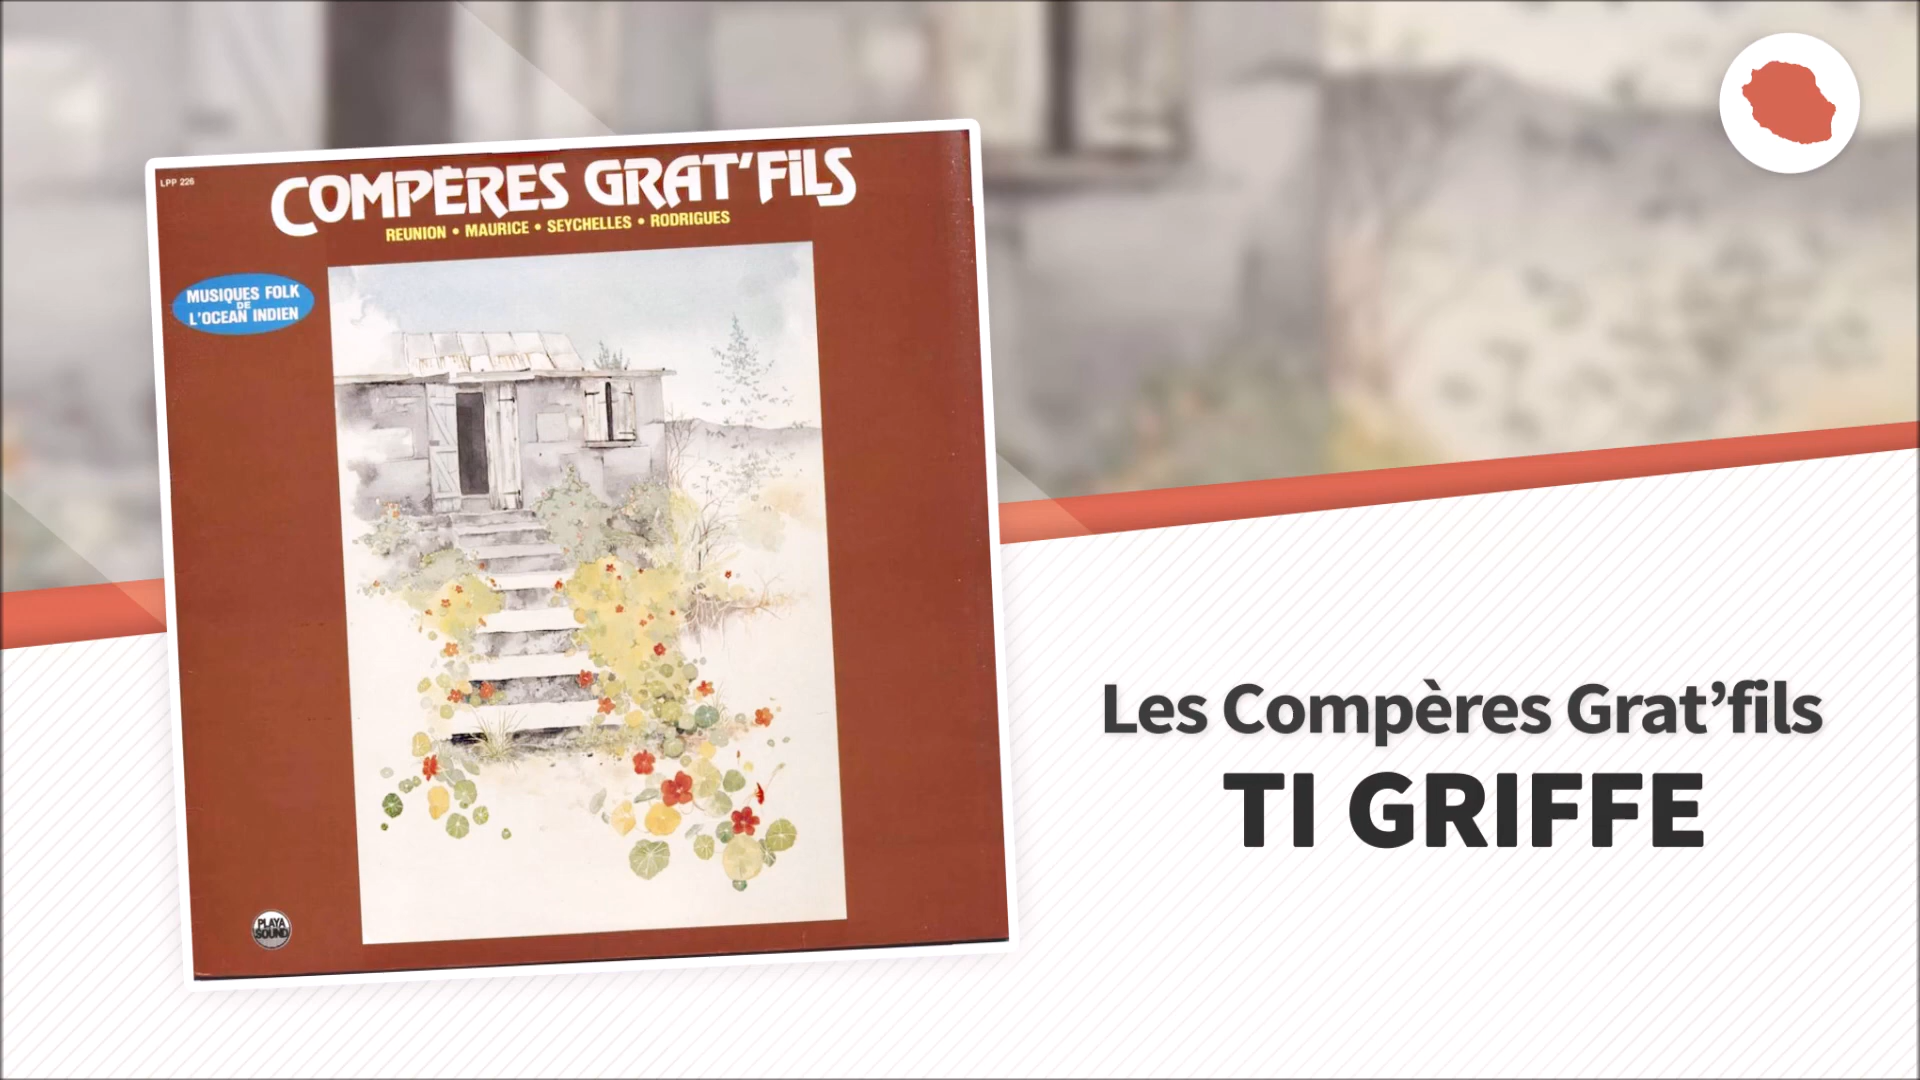 LPP 226
COMPÈRES GRAT'FiLS
REUNION • MAURICE • SEYCHELLES • RODRIGUES
MUSIQUES FOLK
DE
L'OCEAN INDIEN
PLAYA
SOUND
Les Compères Grat’fils
TI GRIFFE